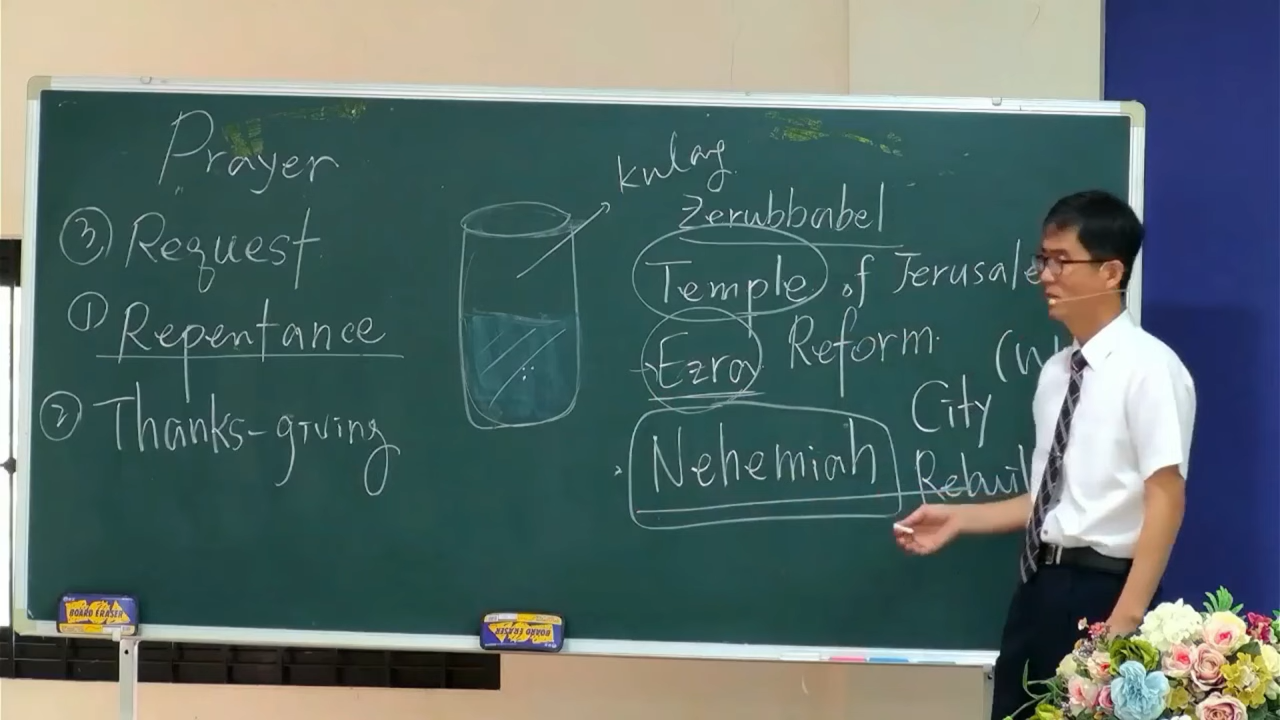 Prayer
③ Request
① Repentance
② Thanks-giving
kulang
Zerubbabel
Temple of Jerusale
Ezra Reform
City
Nehemiah Rebuil
BOARD ERASER
BOARD ERASER